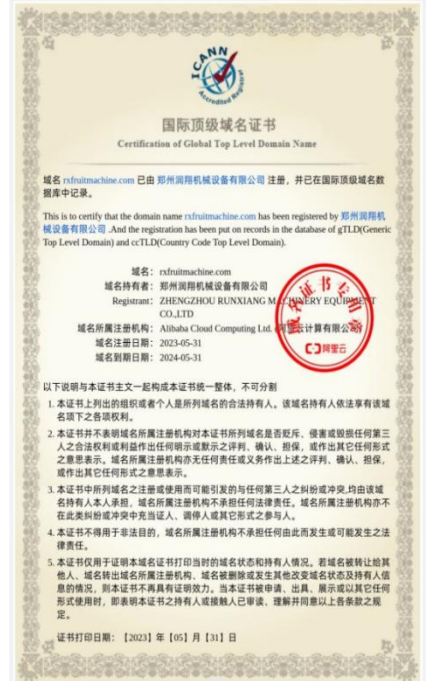 ICANN
Accredited Registrar
国际顶级域名证书
Certification of Global Top Level Domain Name
域名 rxfruitmachine.com 已由 郑州润翔机械设备有限公司 注册，并已在国际顶级域名数
据库中记录。
This is to certify that the domain name rxfruitmachine.com has been registered by 郑州润翔机
械设备有限公司 .And the registration has been put on records in the database of gTLD(Generic
Top Level Domain) and ccTLD(Country Code Top Level Domain).
域名： rxfruitmachine.com
域名持有者： 郑州润翔机械设备有限公司
Registrant： ZHENGZHOU RUNXIANG MACHINERY EQUIPMENT
CO.,LTD
域名所属注册机构： Alibaba Cloud Computing Ltd. (阿里云计算有限公司)
域名注册日期： 2023-05-31
域名到期日期： 2024-05-31
域名证书专用章
阿里云
以下说明与本证书主文一起构成本证书统一整体，不可分割
1. 本证书上列出的组织或者个人是所列域名的合法持有人。该域名持有人依法享有该域
名项下之各项权利。
2. 本证书并不表明域名所属注册机构对本证书所列域名是否贬斥、侵害或毁损任何第三
人之合法权利或利益作出任何明示或默示之评判、确认、担保，或作出其它任何形式
之意思表示。域名所属注册机构亦无任何责任或义务作出上述之评判、确认、担保，
或作出其它任何形式之意思表示。
3. 本证书中所列域名之注册或使用而可能引发的与任何第三人之纠纷或冲突,均由该域
名持有人本人承担，域名所属注册机构不承担任何法律责任。域名所属注册机构亦不
在此类纠纷或冲突中充当证人、调停人或其它形式之参与人。
4. 本证书不得用于非法目的，域名所属注册机构不承担任何由此而发生或可能发生之法
律责任。
5. 本证书仅用于证明本域名证书打印当时的域名状态和持有人情况。若域名被转让给其
他人、域名转出域名所属注册机构、域名被删除或发生其他改变域名状态及持有人信
息的情况，则本证书不再具有证明效力。当本证书被申请、出具、展示或以其它任何
形式使用时，即表明本证书之持有人或接触人已审读、理解并同意以上各条款之规
定。
证书打印日期：【2023】年【05】月【31】日